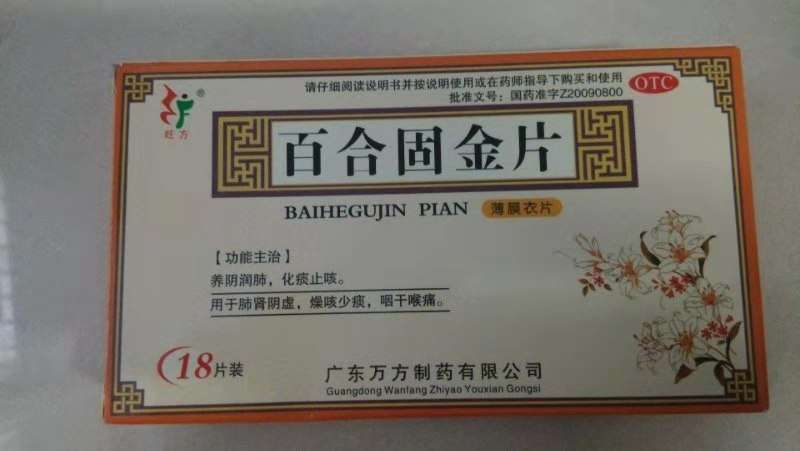 请仔细阅读说明书并按说明使用或在药师指导下购买和使用
批准文号：国药准字Z20090800
OTC
®
旺方
百合固金片
BAIHEGUJIN PIAN
薄膜衣片
【功能主治】
养阴润肺，化痰止咳。
用于肺肾阴虚，燥咳少痰，咽干喉痛。
18片装
广东万方制药有限公司
Guangdong Wanfang Zhiyao Youxian Gongsi